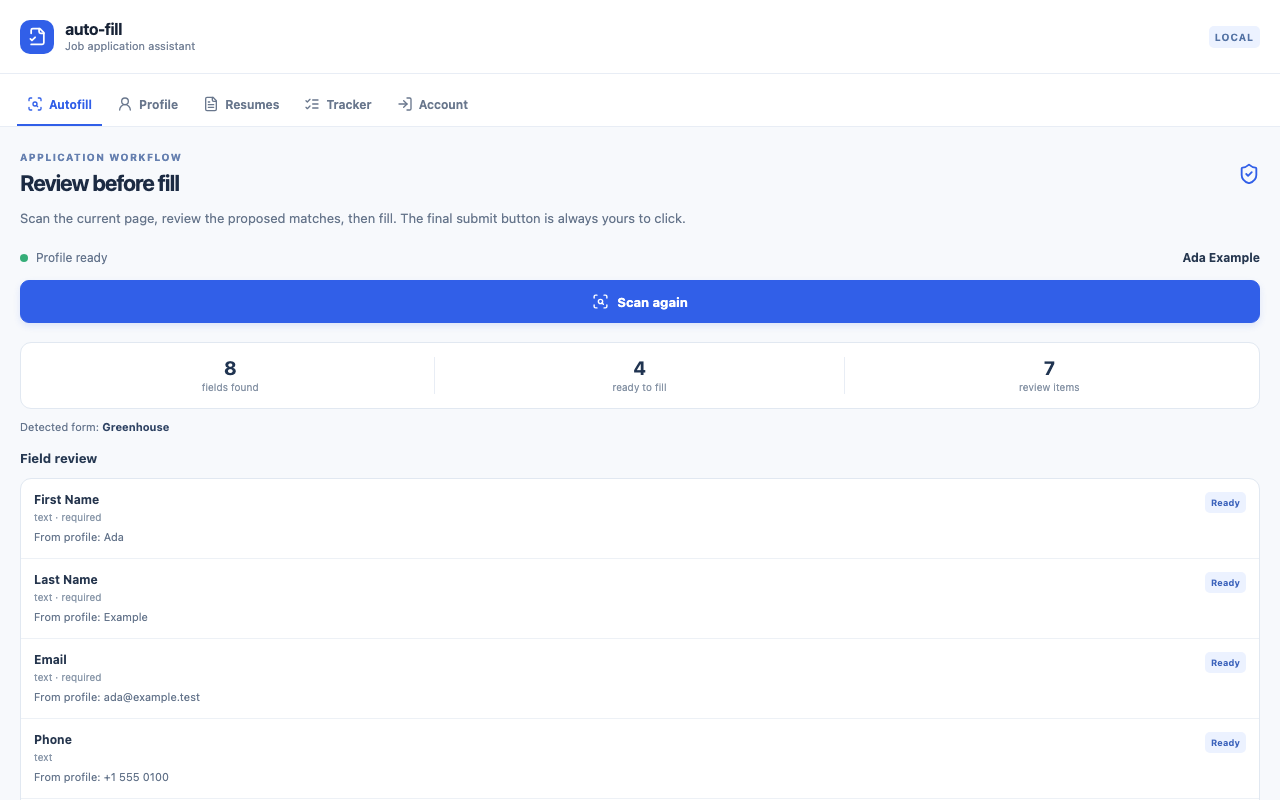 auto-fill
Job application assistant
LOCAL
Autofill
Profile
Resumes
Tracker
Account
APPLICATION WORKFLOW
Review before fill
Scan the current page, review the proposed matches, then fill. The final submit button is always yours to click.
Profile ready
Ada Example
Scan again
8
fields found
4
ready to fill
7
review items
Detected form: Greenhouse
Field review
First Name
Ready
text · required
From profile: Ada
Last Name
Ready
text · required
From profile: Example
Email
Ready
text · required
From profile: ada@example.test
Phone
Ready
text
From profile: +1 555 0100